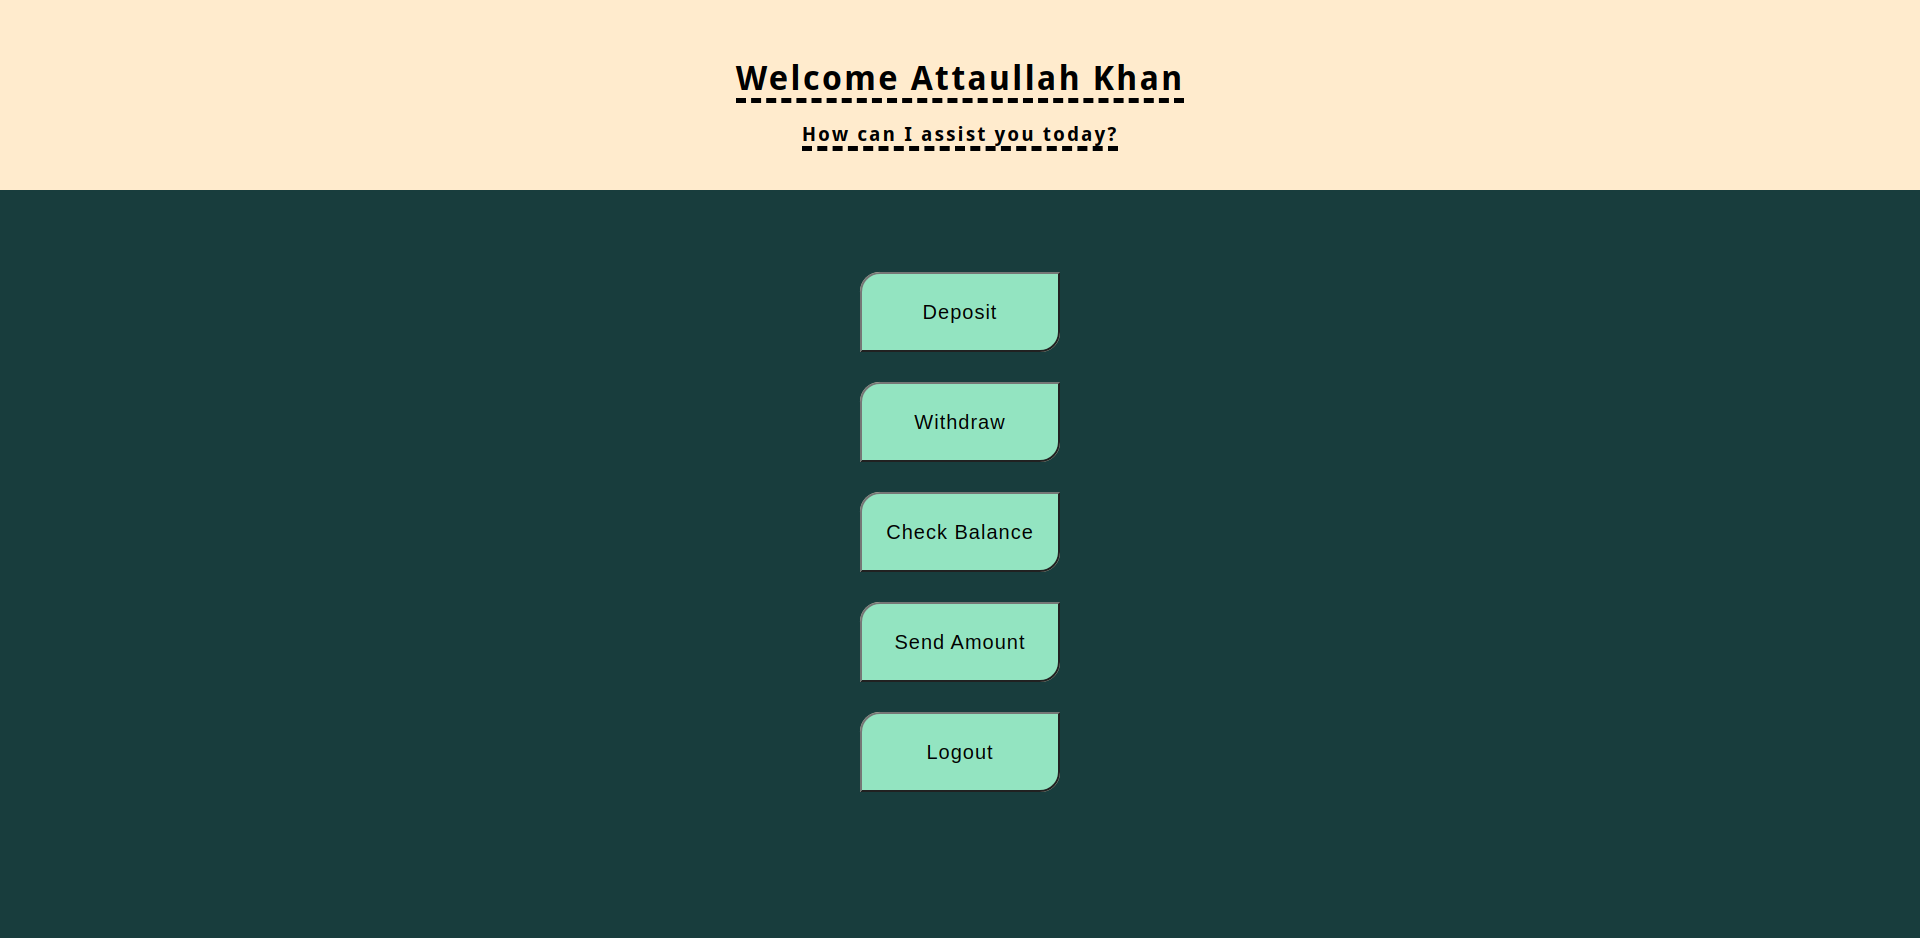 Welcome Attaullah Khan
How can I assist you today?
Deposit
Withdraw
Check Balance
Send Amount
Logout